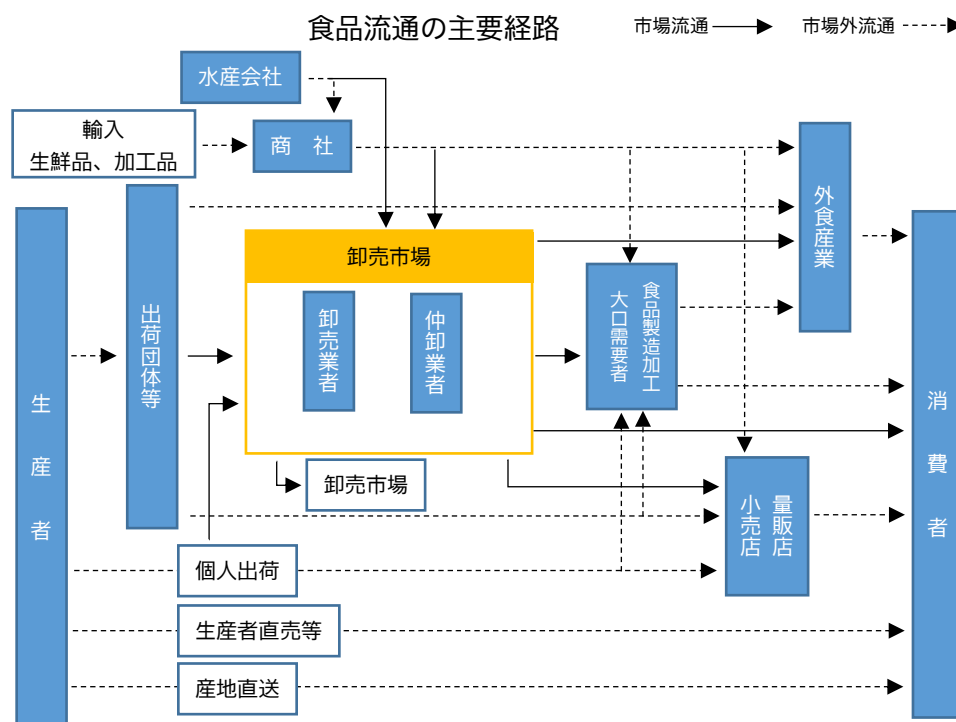 食品流通の主要経路
市場流通
市場外流通
水産会社
輸入
生鮮品、加工品
商　社
外食産業
卸売市場
卸売業者
仲卸業者
食品製造加工
大口需要者
出荷団体等
生産者
消費者
卸売市場
量販店
小売店
個人出荷
生産者直売等
産地直送